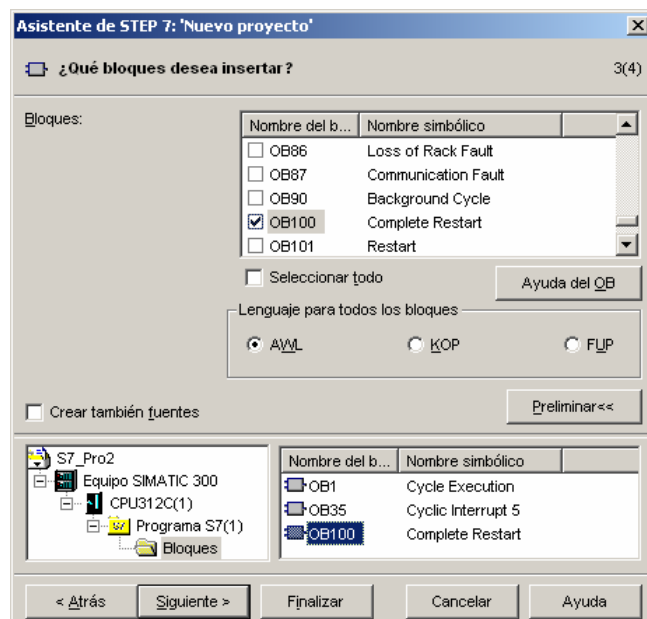 Asistente de STEP 7: 'Nuevo proyecto'
¿Qué bloques desea insertar?
3(4)
Bloques:
Nombre del b... Nombre simbólico
OB86 Loss of Rack Fault
OB87 Communication Fault
OB90 Background Cycle
OB100 Complete Restart
OB101 Restart
Seleccionar todo
Ayuda del OB
Lenguaje para todos los bloques
AWL KOP FUP
Crear también fuentes
Preliminar<<
S7_Pro2
Equipo SIMATIC 300
CPU312C(1)
Programa S7(1)
Bloques
Nombre del b... Nombre simbólico
OB1 Cycle Execution
OB35 Cyclic Interrupt 5
OB100 Complete Restart
< Atrás Siguiente > Finalizar Cancelar Ayuda